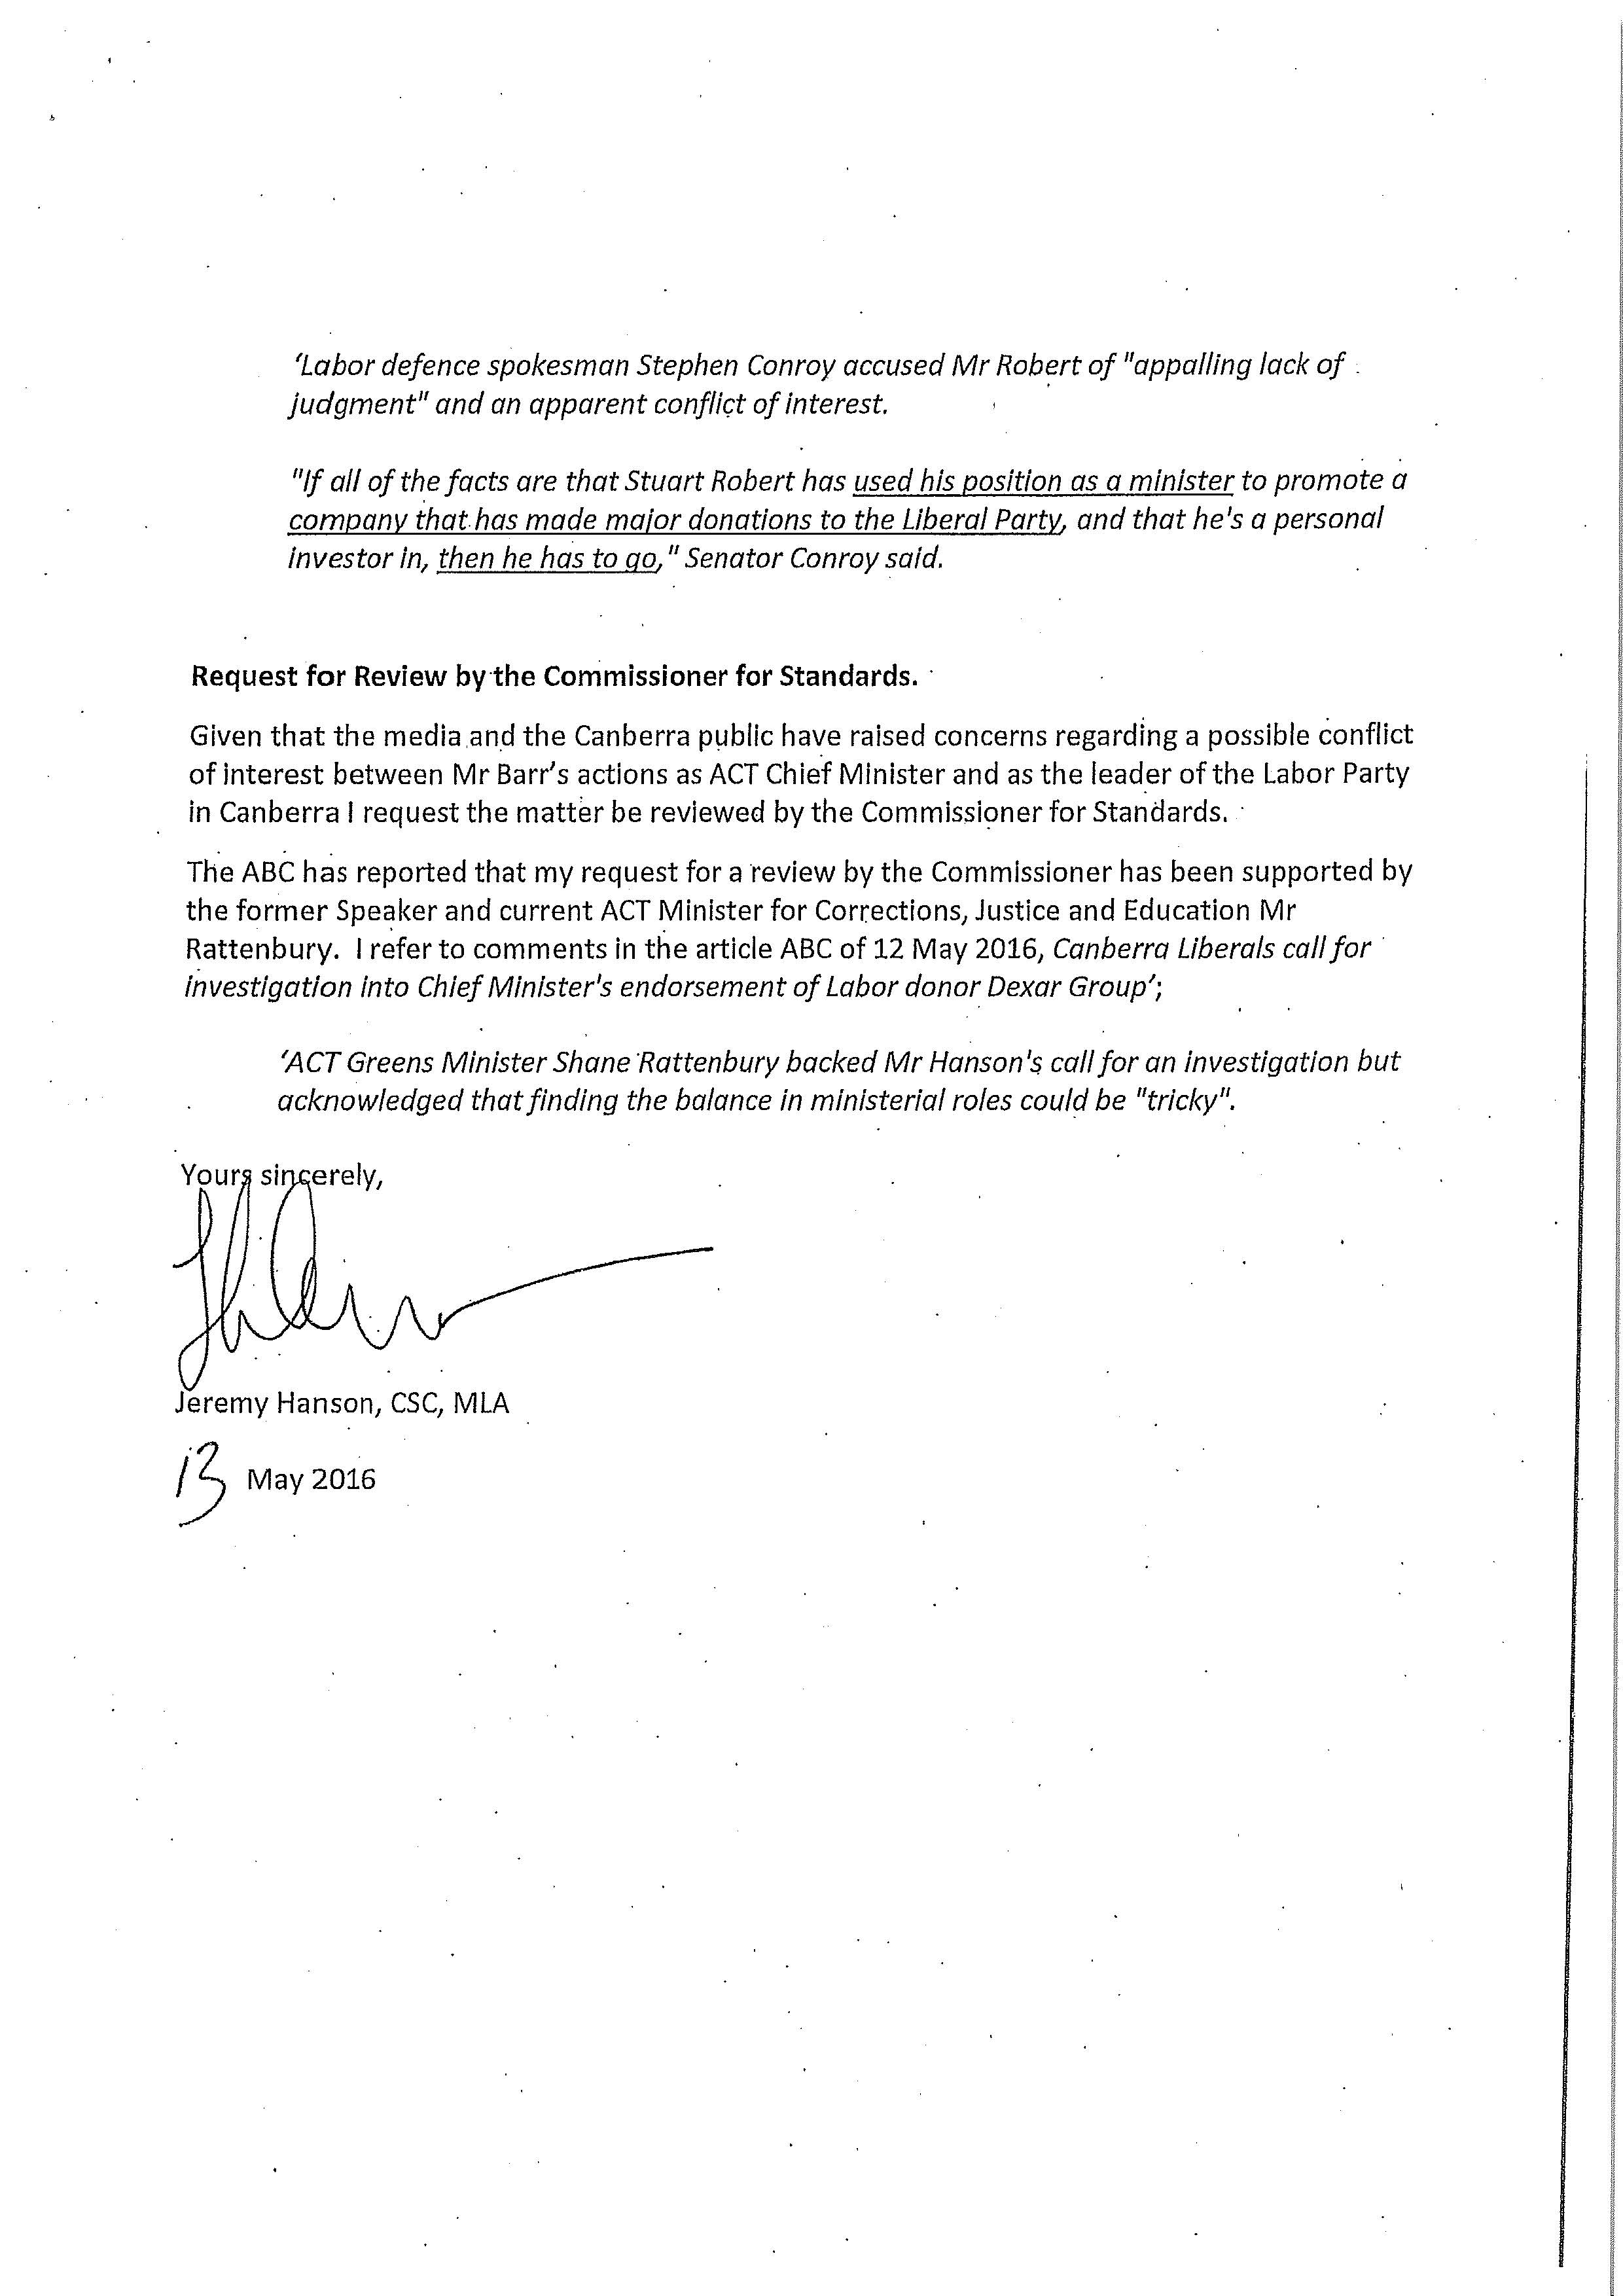 'Labor defence spokesman Stephen Conroy accused Mr Robert of "appalling lack of
judgment" and an apparent conflict of interest.
"If all of the facts are that Stuart Robert has used his position as a minister to promote a
company that has made major donations to the Liberal Party, and that he's a personal
investor in, then he has to go," Senator Conroy said.
Request for Review by the Commissioner for Standards.
Given that the media and the Canberra public have raised concerns regarding a possible conflict
of interest between Mr Barr's actions as ACT Chief Minister and as the leader of the Labor Party
in Canberra I request the matter be reviewed by the Commissioner for Standards.
The ABC has reported that my request for a review by the Commissioner has been supported by
the former Speaker and current ACT Minister for Corrections, Justice and Education Mr
Rattenbury. I refer to comments in the article ABC of 12 May 2016, Canberra Liberals call for
investigation into Chief Minister's endorsement of Labor donor Dexar Group';
'ACT Greens Minister Shane Rattenbury backed Mr Hanson's call for an investigation but
acknowledged that finding the balance in ministerial roles could be "tricky".
Yours sincerely,
Jeremy Hanson, CSC, MLA
13 May 2016